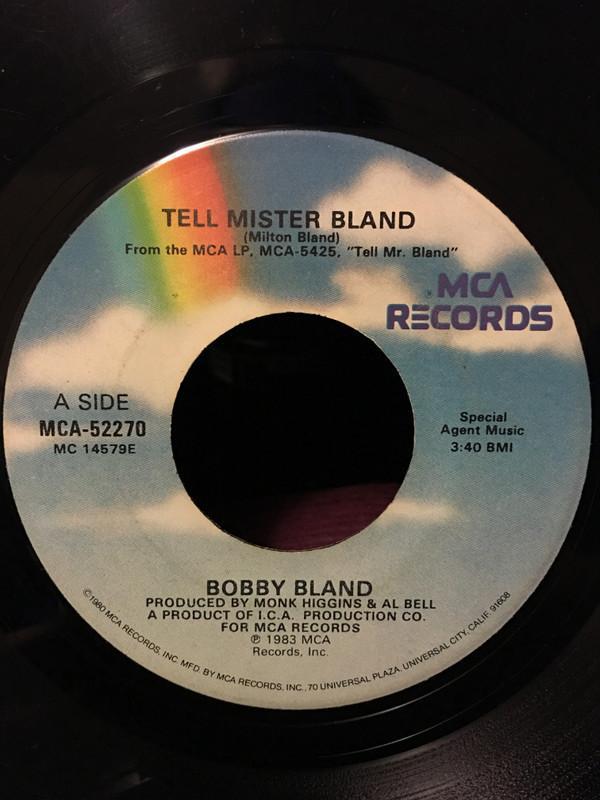 TELL MISTER BLAND
(Milton Bland)
From the MCA LP, MCA-5425, "Tell Mr. Bland"
MCA
RECORDS
A SIDE
MCA-52270
MC 14579E
Special
Agent Music
3:40 BMI
BOBBY BLAND
PRODUCED BY MONK HIGGINS & AL BELL
A PRODUCT OF I.C.A. PRODUCTION CO.
FOR MCA RECORDS
℗ 1983 MCA
Records, Inc.
©1980 MCA RECORDS, INC. MFD. BY MCA RECORDS, INC., 70 UNIVERSAL PLAZA, UNIVERSAL CITY, CALIF. 91608